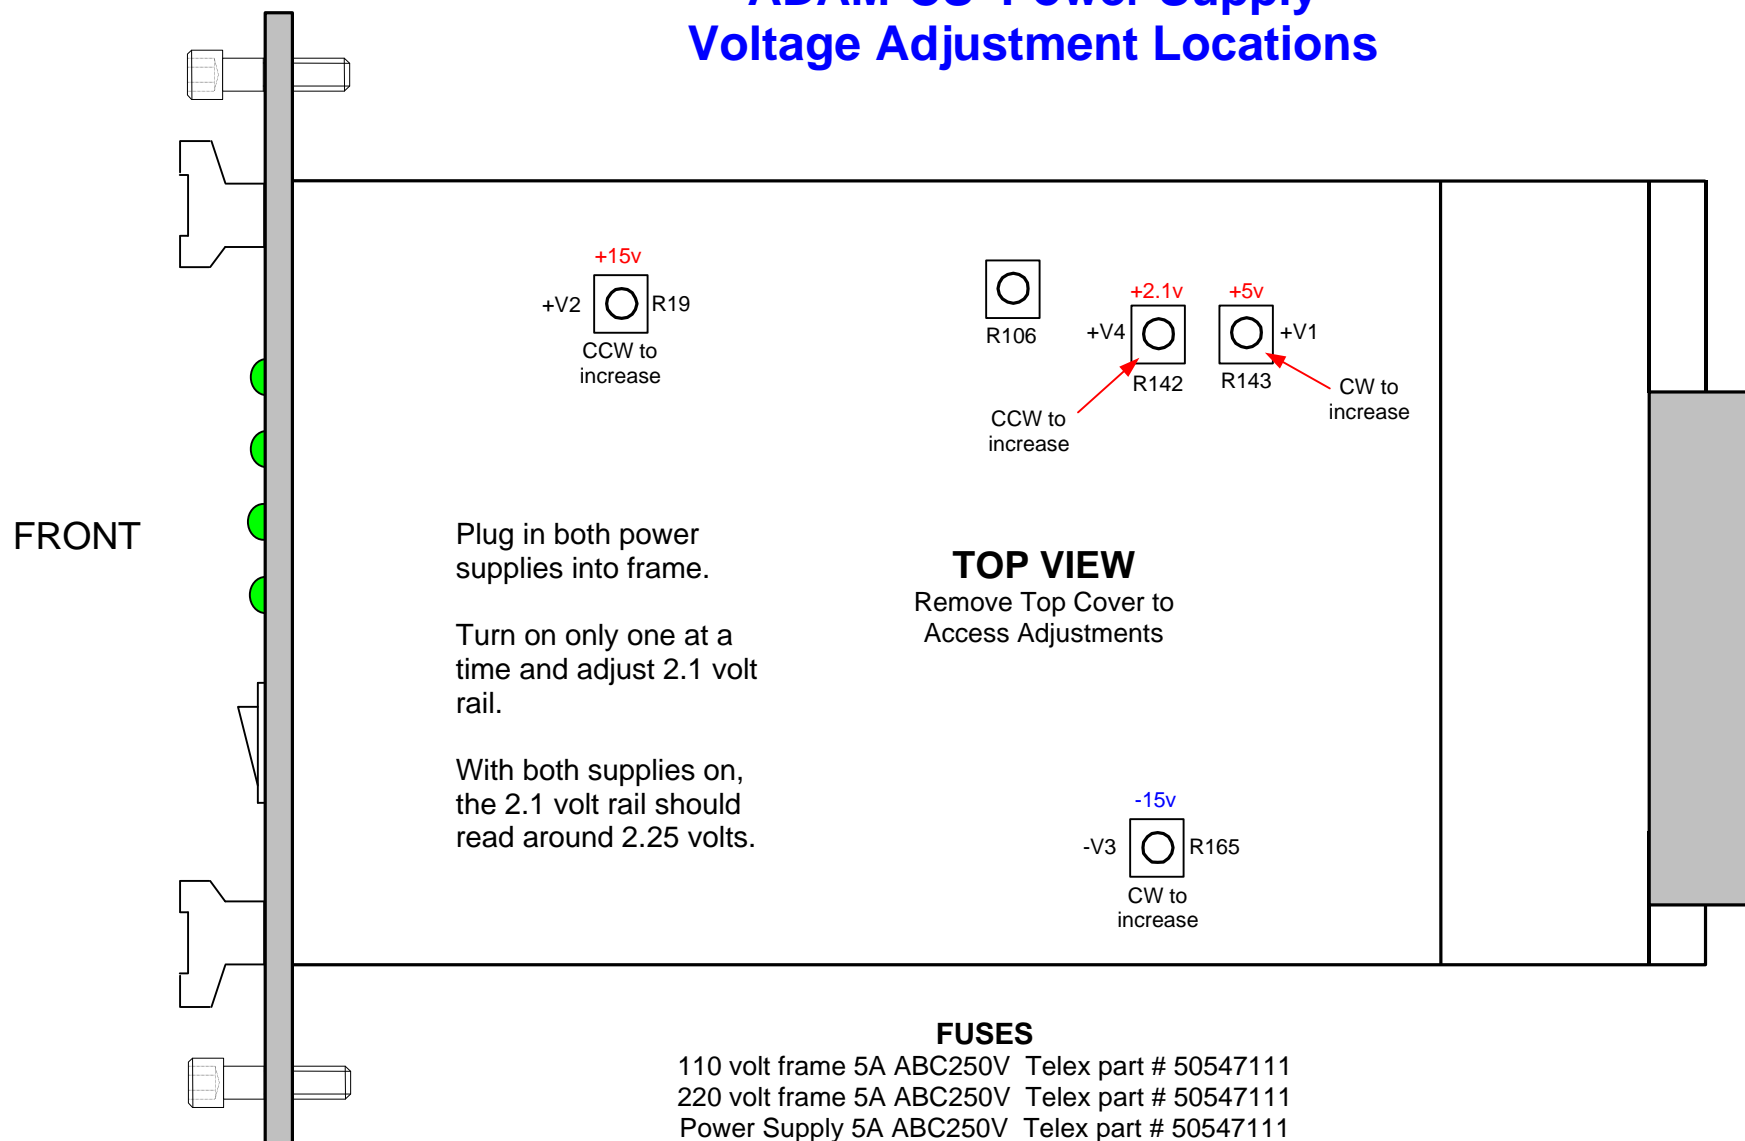 ADAM-CS Power Supply
Voltage Adjustment Locations
+15v
+V2
R19
CCW to
increase
R106
+2.1v
+V4
R142
CCW to
increase
+5v
+V1
R143
CW to
increase
FRONT
Plug in both power
supplies into frame.
Turn on only one at a
time and adjust 2.1 volt
rail.
With both supplies on,
the 2.1 volt rail should
read around 2.25 volts.
TOP VIEW
Remove Top Cover to
Access Adjustments
-15v
-V3
R165
CW to
increase
FUSES
110 volt frame 5A ABC250V Telex part # 50547111
220 volt frame 5A ABC250V Telex part # 50547111
Power Supply 5A ABC250V Telex part # 50547111